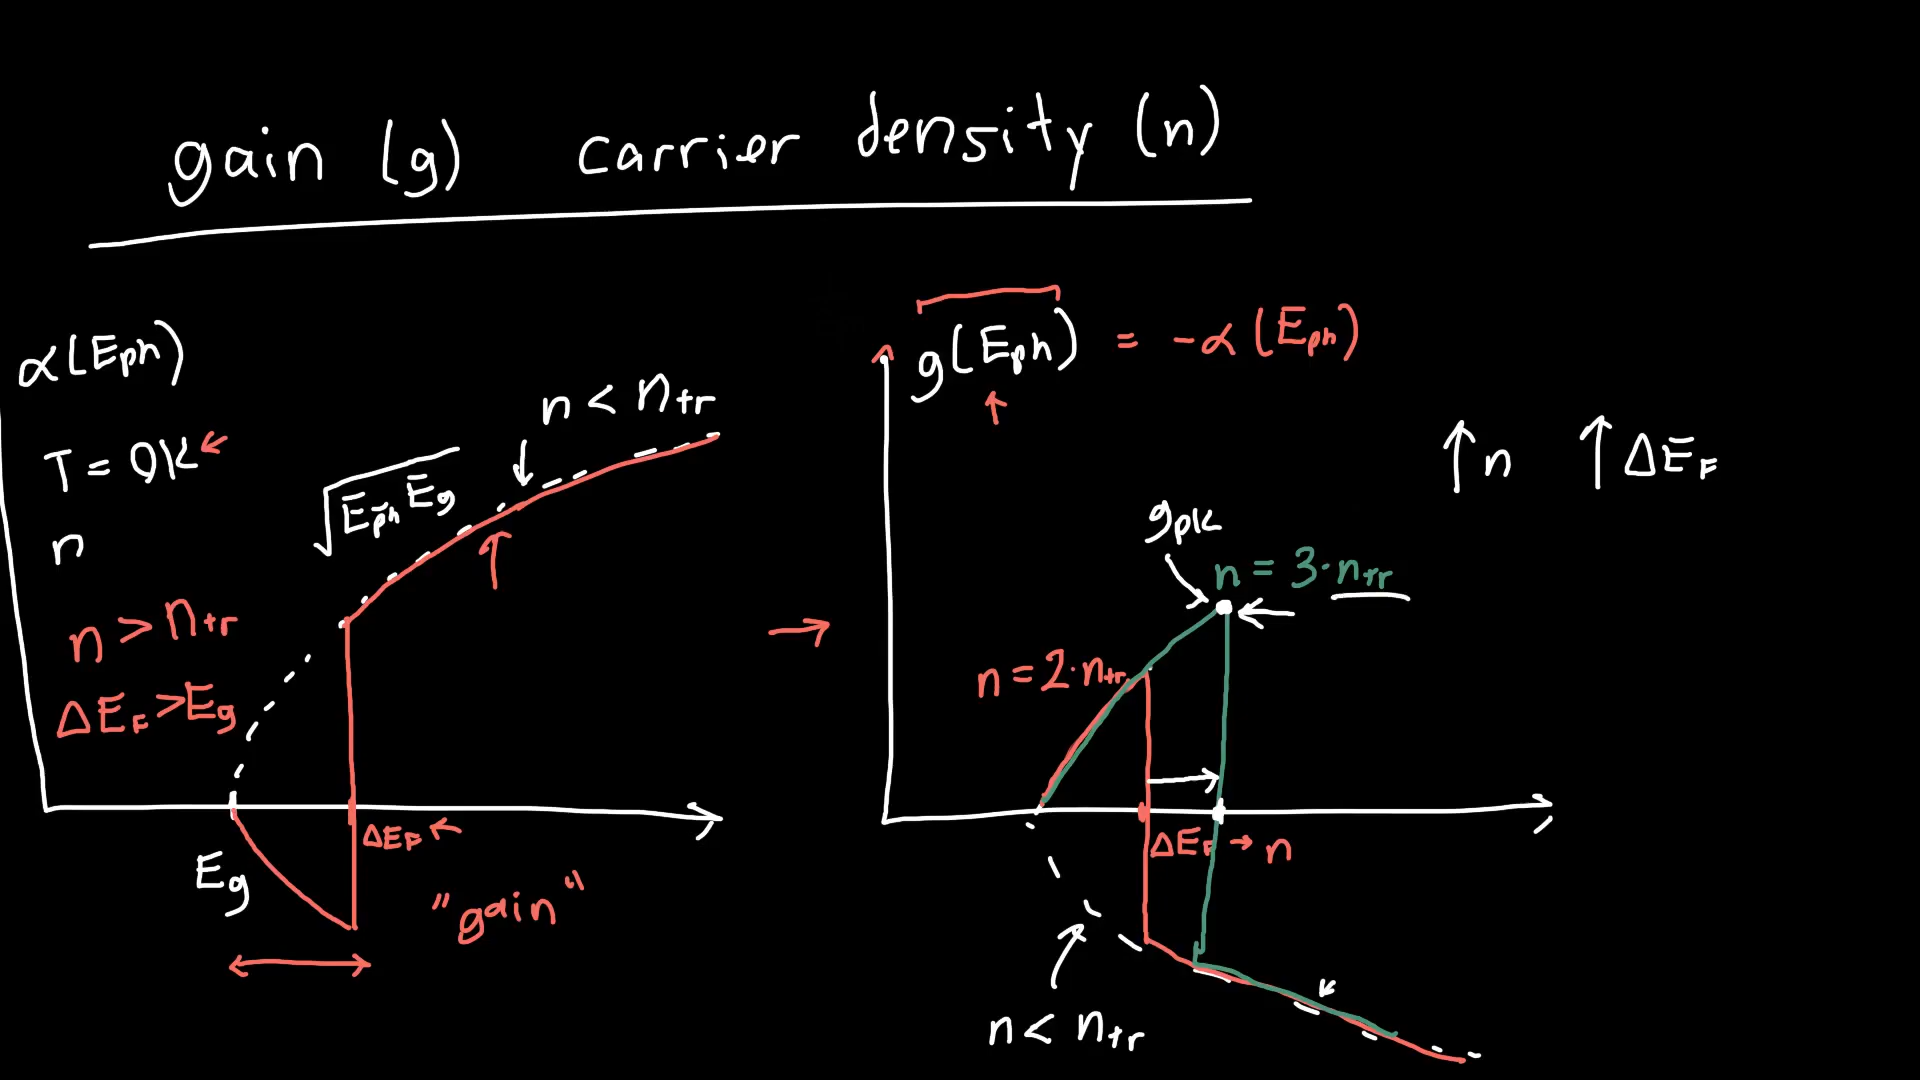 gain (g) carrier density (n)
α(Eph)
T = 0K
n
n > ntr
ΔEF > Eg
√Eph Eg
n < ntr
Eg
ΔEF
"gain"
g(Eph) = -α(Eph)
↑n ↑ΔEF
gpk
n = 3·ntr
n = 2·ntr
ΔEF → n
n < ntr